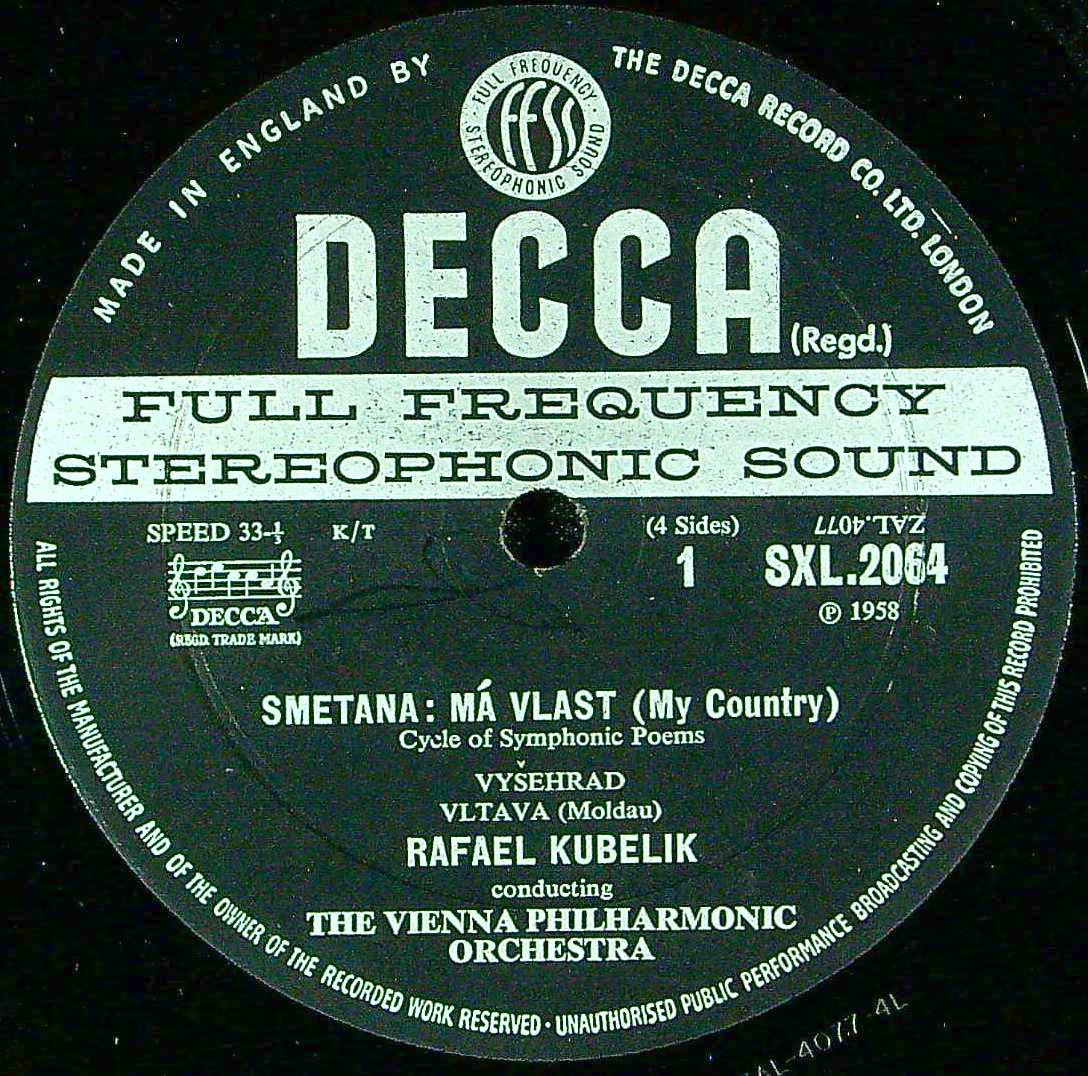 MADE IN ENGLAND BY THE DECCA RECORD CO. LTD. LONDON
FULL FREQUENCY
STEREOPHONIC SOUND
FFSS
DECCA (Regd.)
FULL FREQUENCY
STEREOPHONIC SOUND
SPEED 33-⅓ K/T (4 Sides) ZAL.4077
1 SXL.2064
DECCA
℗ 1958
(REGD. TRADE MARK)
SMETANA: MÁ VLAST (My Country)
Cycle of Symphonic Poems
VYŠEHRAD
VLTAVA (Moldau)
RAFAEL KUBELIK
conducting
THE VIENNA PHILHARMONIC
ORCHESTRA
ALL RIGHTS OF THE MANUFACTURER AND OF THE OWNER OF THE RECORDED WORK RESERVED · UNAUTHORISED PUBLIC PERFORMANCE BROADCASTING AND COPYING OF THIS RECORD PROHIBITED
AL-4077-4L